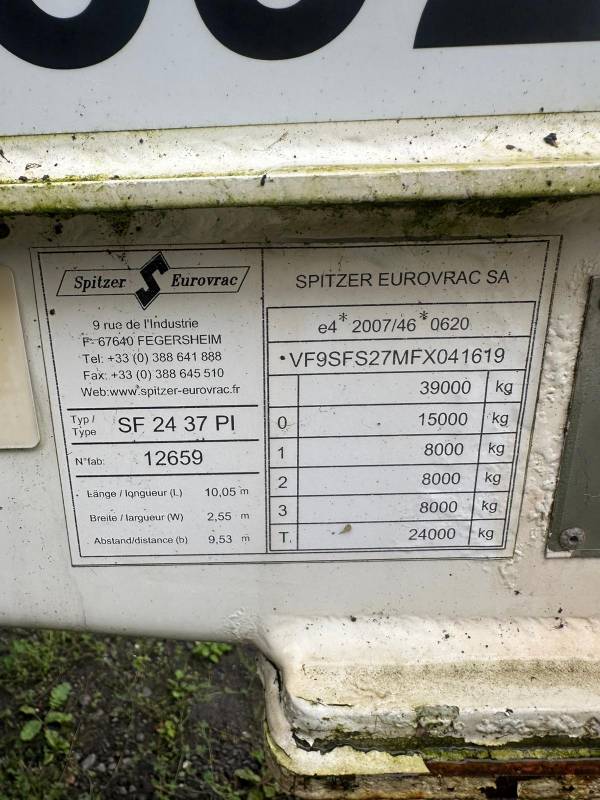 Spitzer Eurovrac
9 rue de l'Industrie
F- 67640 FEGERSHEIM
Tel: +33 (0) 388 641 888
Fax: +33 (0) 388 645 510
Web:www.spitzer-eurovrac.fr
Typ / Type SF 24 37 PI
N°fab: 12659
Länge / longueur (L) 10,05 m
Breite / largeur (W) 2,55 m
Abstand/distance (b) 9,53 m
SPITZER EUROVRAC SA
e4* 2007/46*0620
•VF9SFS27MFX041619
39000 kg
0 15000 kg
1 8000 kg
2 8000 kg
3 8000 kg
T. 24000 kg